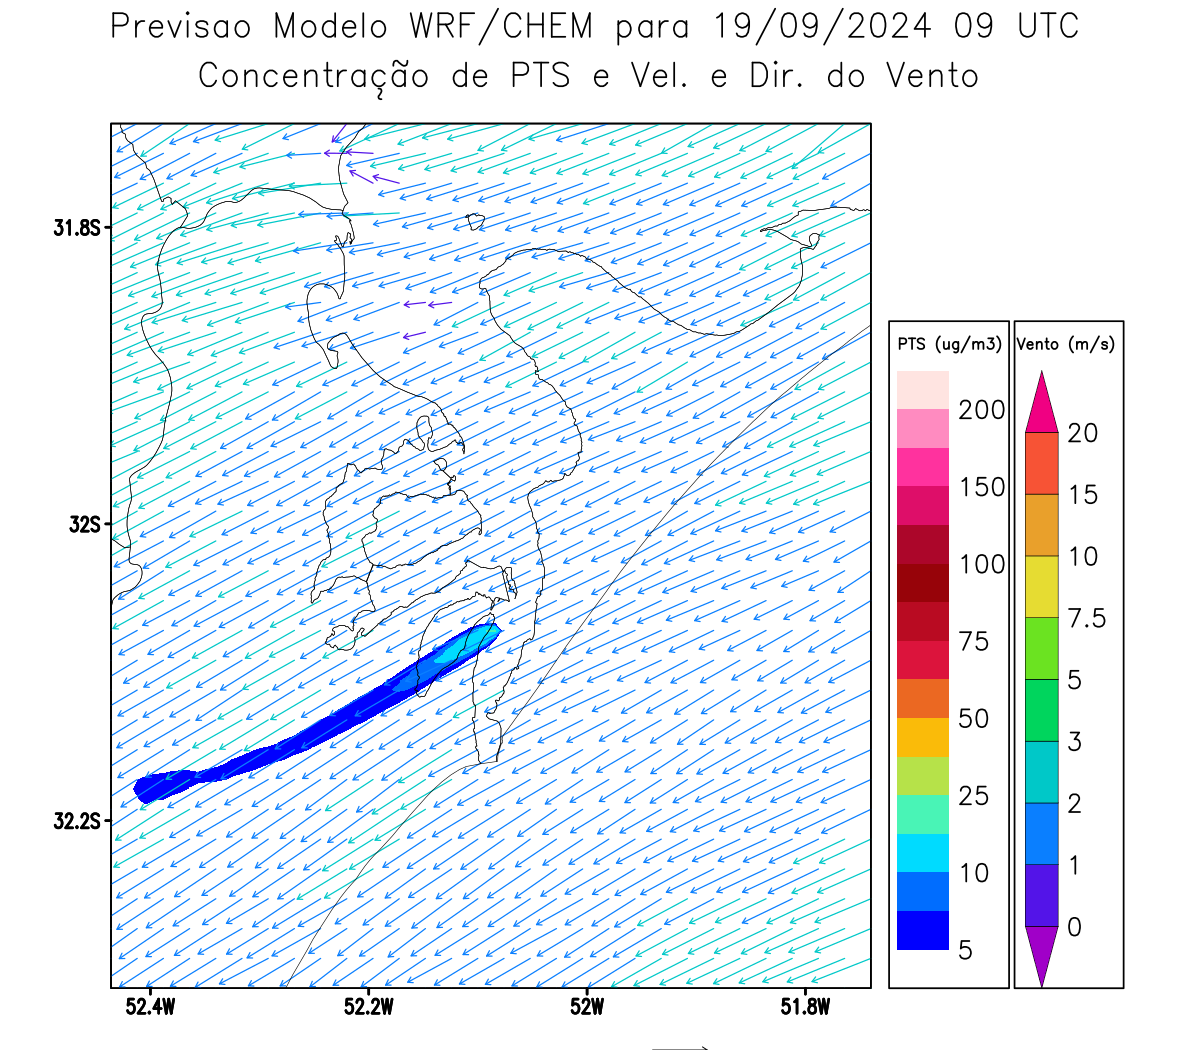 Previsao Modelo WRF/CHEM para 19/09/2024 09 UTC
Concentração de PTS e Vel. e Dir. do Vento
31.8S
32S
32.2S
52.4W 52.2W 52W 51.8W
PTS (ug/m3)
200
150
100
75
50
25
10
5
Vento (m/s)
20
15
10
7.5
5
3
2
1
0